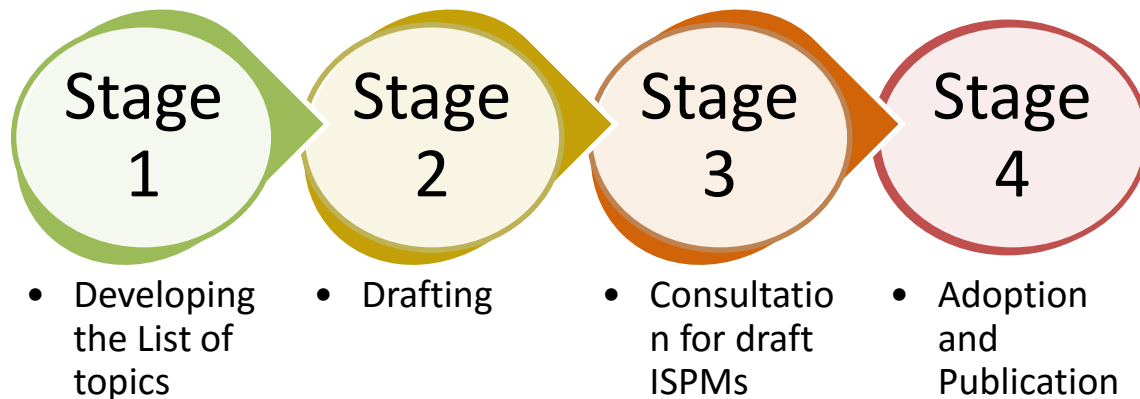 Stage
1
Stage
2
Stage
3
Stage
4
• Developing
the List of
topics
• Drafting
• Consultatio
n for draft
ISPMs
• Adoption
and
Publication